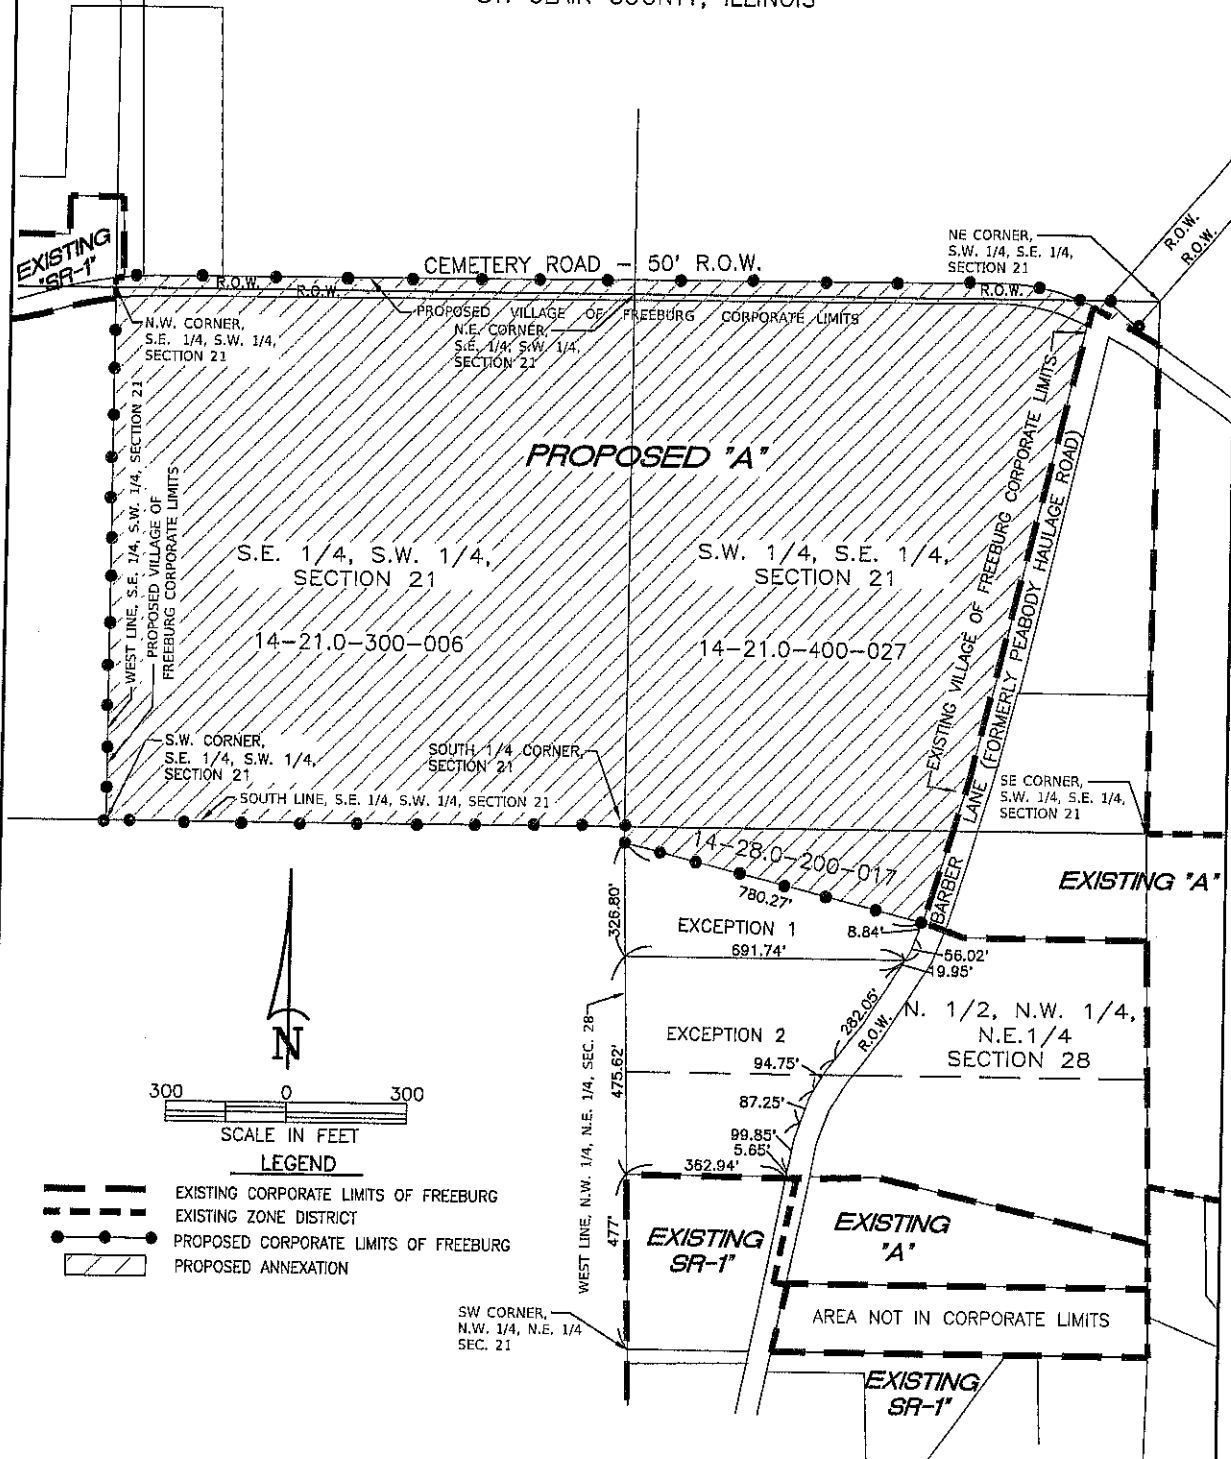 ST. CLAIR COUNTY, ILLINOIS
EXISTING
"SR-1"
CEMETERY ROAD - 50' R.O.W.
NE CORNER,
S.W. 1/4, S.E. 1/4,
SECTION 21
R.O.W.
R.O.W.
R.O.W.
R.O.W.
R.O.W.
PROPOSED VILLAGE OF FREEBURG CORPORATE LIMITS
N.W. CORNER,
S.E. 1/4, S.W. 1/4,
SECTION 21
N.E. CORNER,
S.E. 1/4, S.W. 1/4,
SECTION 21
PROPOSED "A"
WEST LINE, S.E. 1/4, S.W. 1/4, SECTION 21
PROPOSED VILLAGE OF
FREEBURG CORPORATE LIMITS
S.E. 1/4, S.W. 1/4,
SECTION 21
14-21.0-300-006
S.W. 1/4, S.E. 1/4,
SECTION 21
14-21.0-400-027
EXISTING VILLAGE OF FREEBURG CORPORATE LIMITS
BARBER LANE (FORMERLY PEABODY HAULAGE ROAD)
S.W. CORNER,
S.E. 1/4, S.W. 1/4,
SECTION 21
SOUTH 1/4 CORNER,
SECTION 21
SOUTH LINE, S.E. 1/4, S.W. 1/4, SECTION 21
SE CORNER,
S.W. 1/4, S.E. 1/4,
SECTION 21
14-28.0-200-017
780.27'
EXISTING "A"
326.80'
EXCEPTION 1
8.84'
691.74'
56.02'
19.95'
282.05'
R.O.W.
N. 1/2, N.W. 1/4,
N.E.1/4
SECTION 28
EXCEPTION 2
94.75'
475.62'
87.25'
99.85'
5.65'
362.94'
WEST LINE, N.W. 1/4, N.E. 1/4, SEC. 28
477'
N
300 0 300
SCALE IN FEET
LEGEND
EXISTING CORPORATE LIMITS OF FREEBURG
EXISTING ZONE DISTRICT
PROPOSED CORPORATE LIMITS OF FREEBURG
PROPOSED ANNEXATION
EXISTING
SR-1"
EXISTING
"A"
AREA NOT IN CORPORATE LIMITS
SW CORNER,
N.W. 1/4, N.E. 1/4
SEC. 21
EXISTING
SR-1"